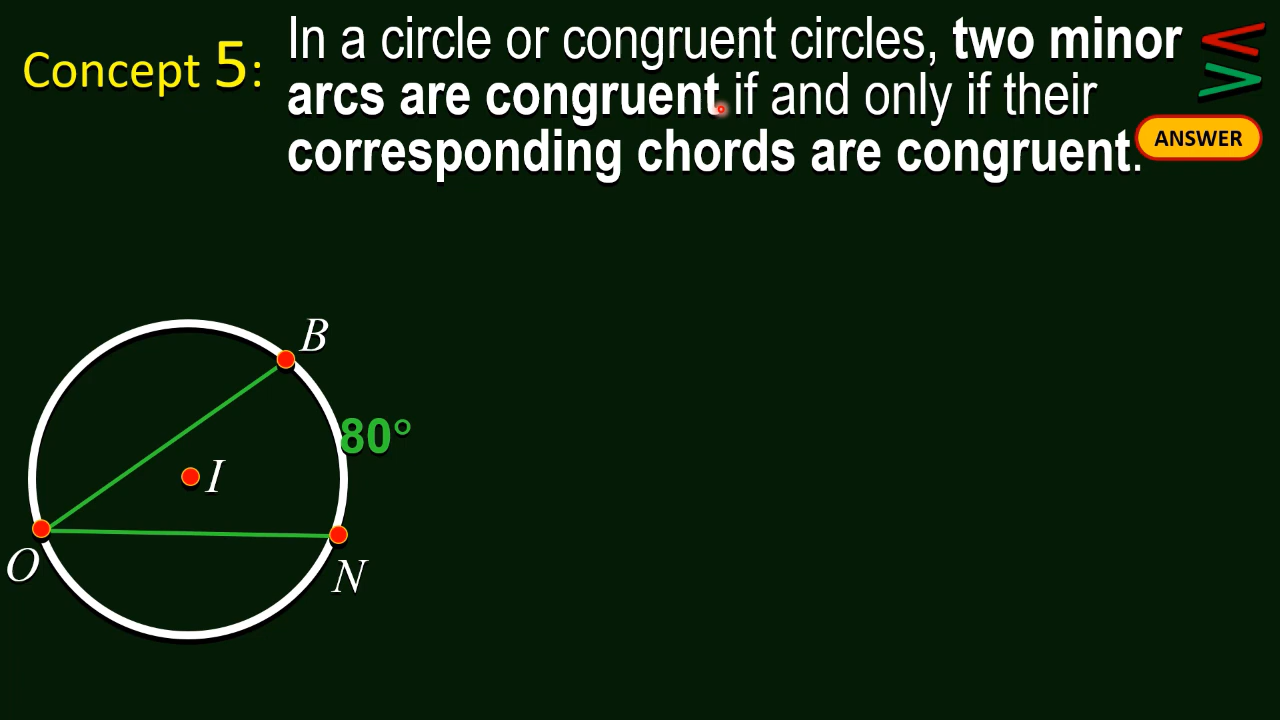 Concept 5:
In a circle or congruent circles, two minor
arcs are congruent if and only if their
corresponding chords are congruent.
ANSWER
B
80°
I
O
N